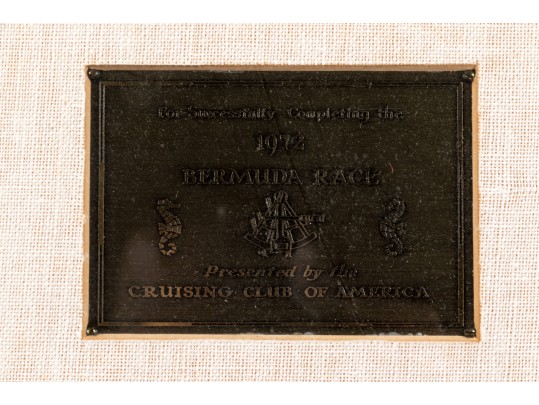 For Successfully Completing the
1972
BERMUDA RACE
Presented by the
CRUISING CLUB OF AMERICA